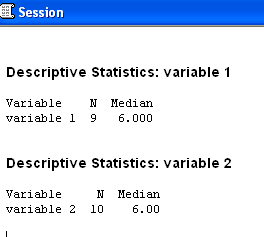 Session
Descriptive Statistics: variable 1
Variable N Median
variable 1 9 6.000
Descriptive Statistics: variable 2
Variable N Median
variable 2 10 6.00